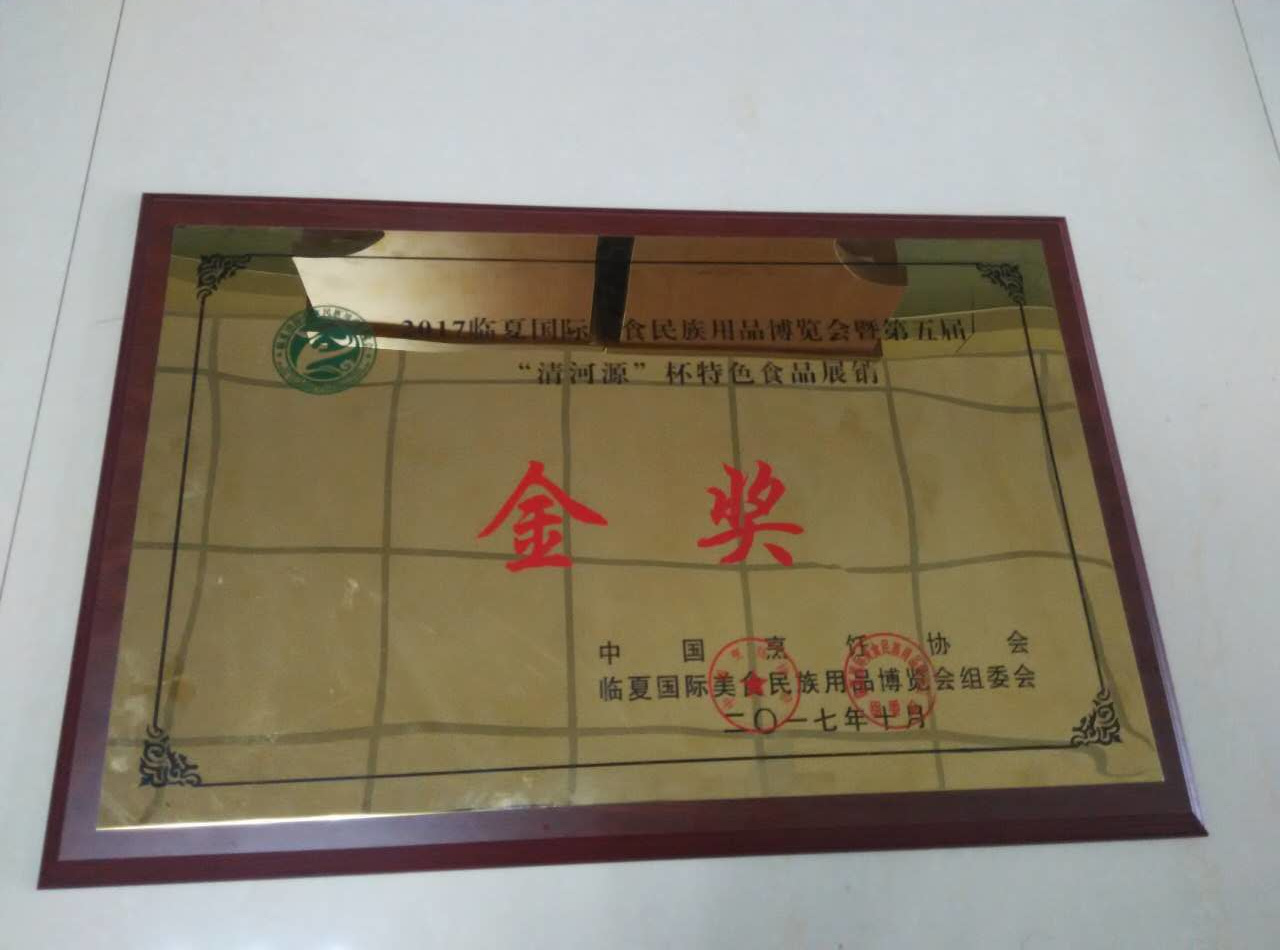 2017临夏国际美食民族用品博览会暨第五届
“清河源”杯特色食品展销
金奖
中国烹饪协会
临夏国际美食民族用品博览会组委会
二〇一七年十月